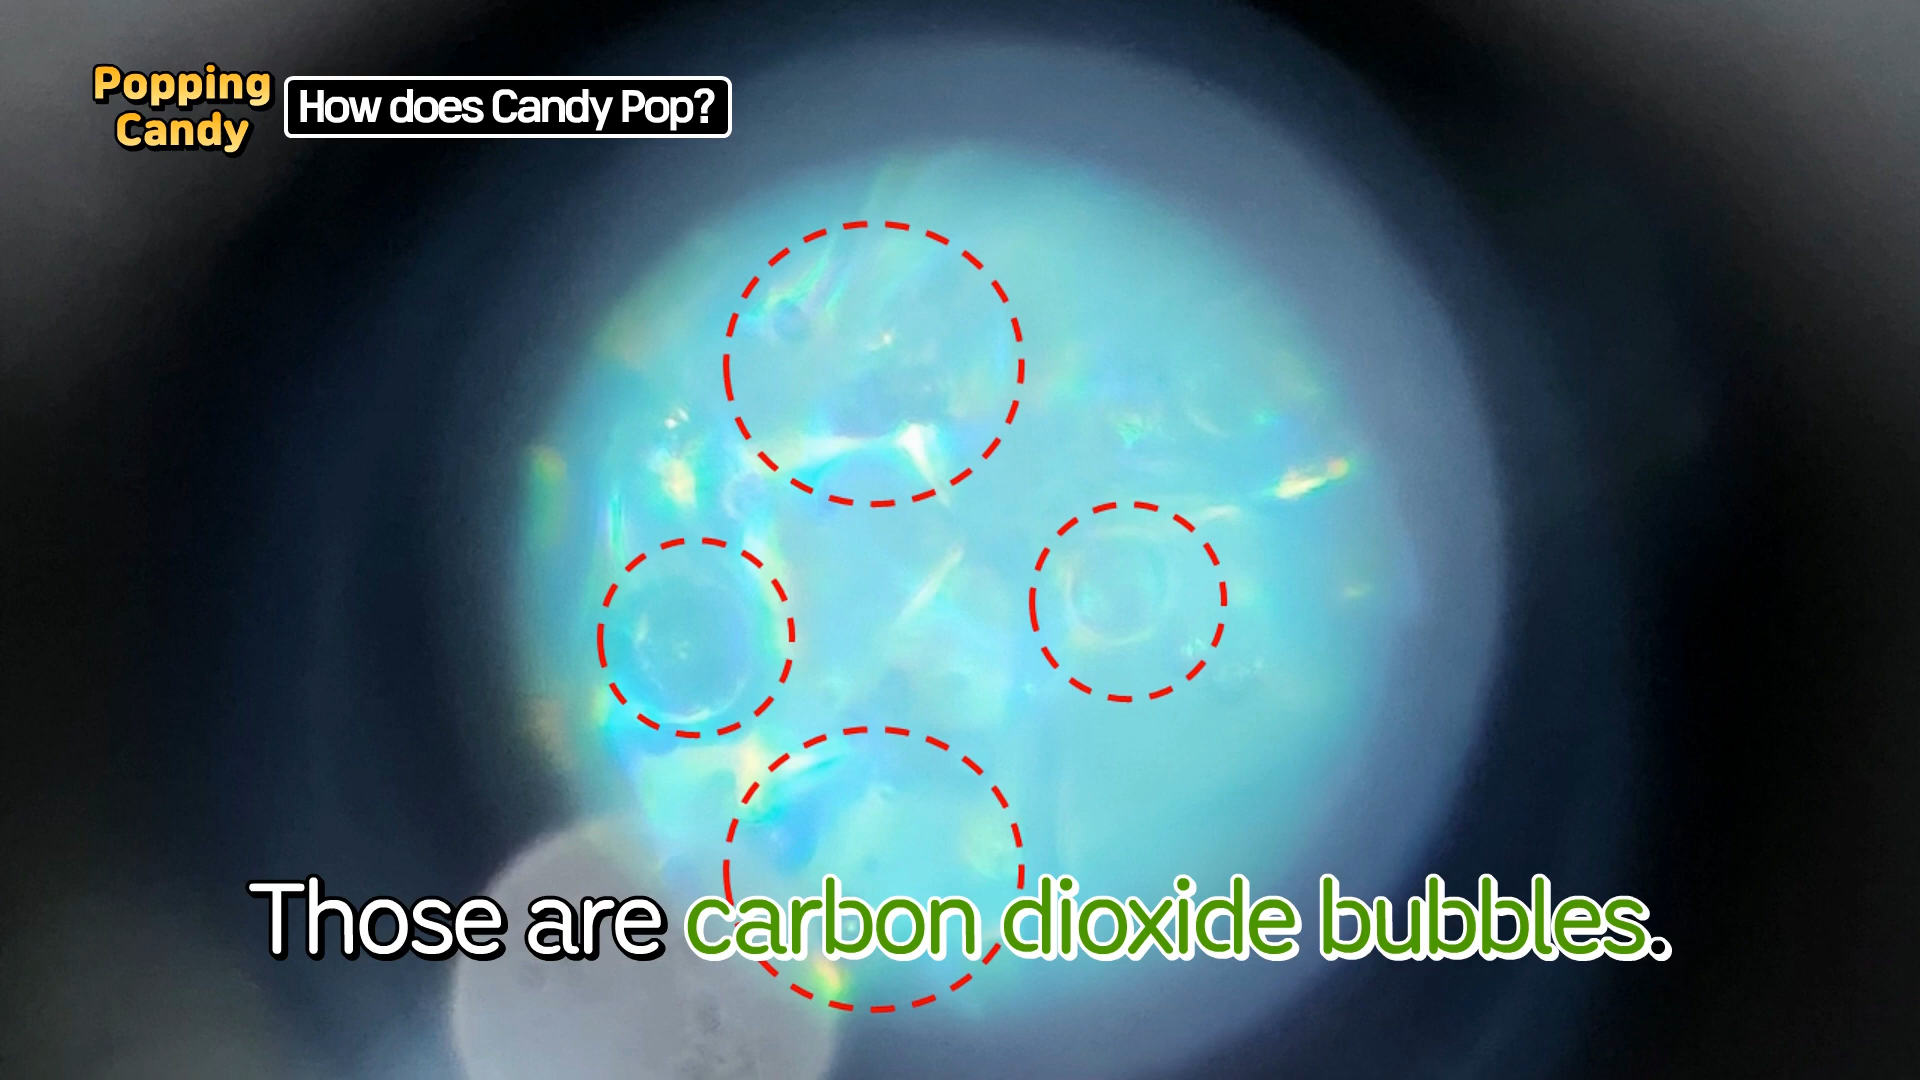 Popping
Candy
How does Candy Pop?
Those are carbon dioxide bubbles.